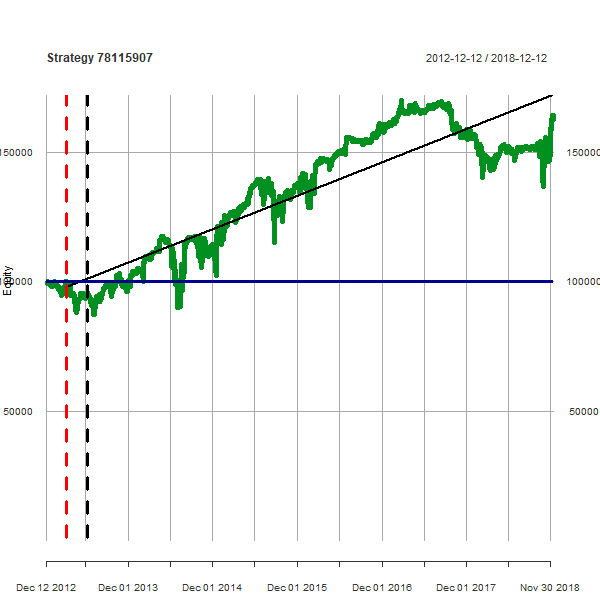 Strategy 78115907
2012-12-12 / 2018-12-12
150000
150000
Equity
100000
100000
50000
50000
Dec 12 2012
Dec 01 2013
Dec 01 2014
Dec 01 2015
Dec 01 2016
Dec 01 2017
Nov 30 2018